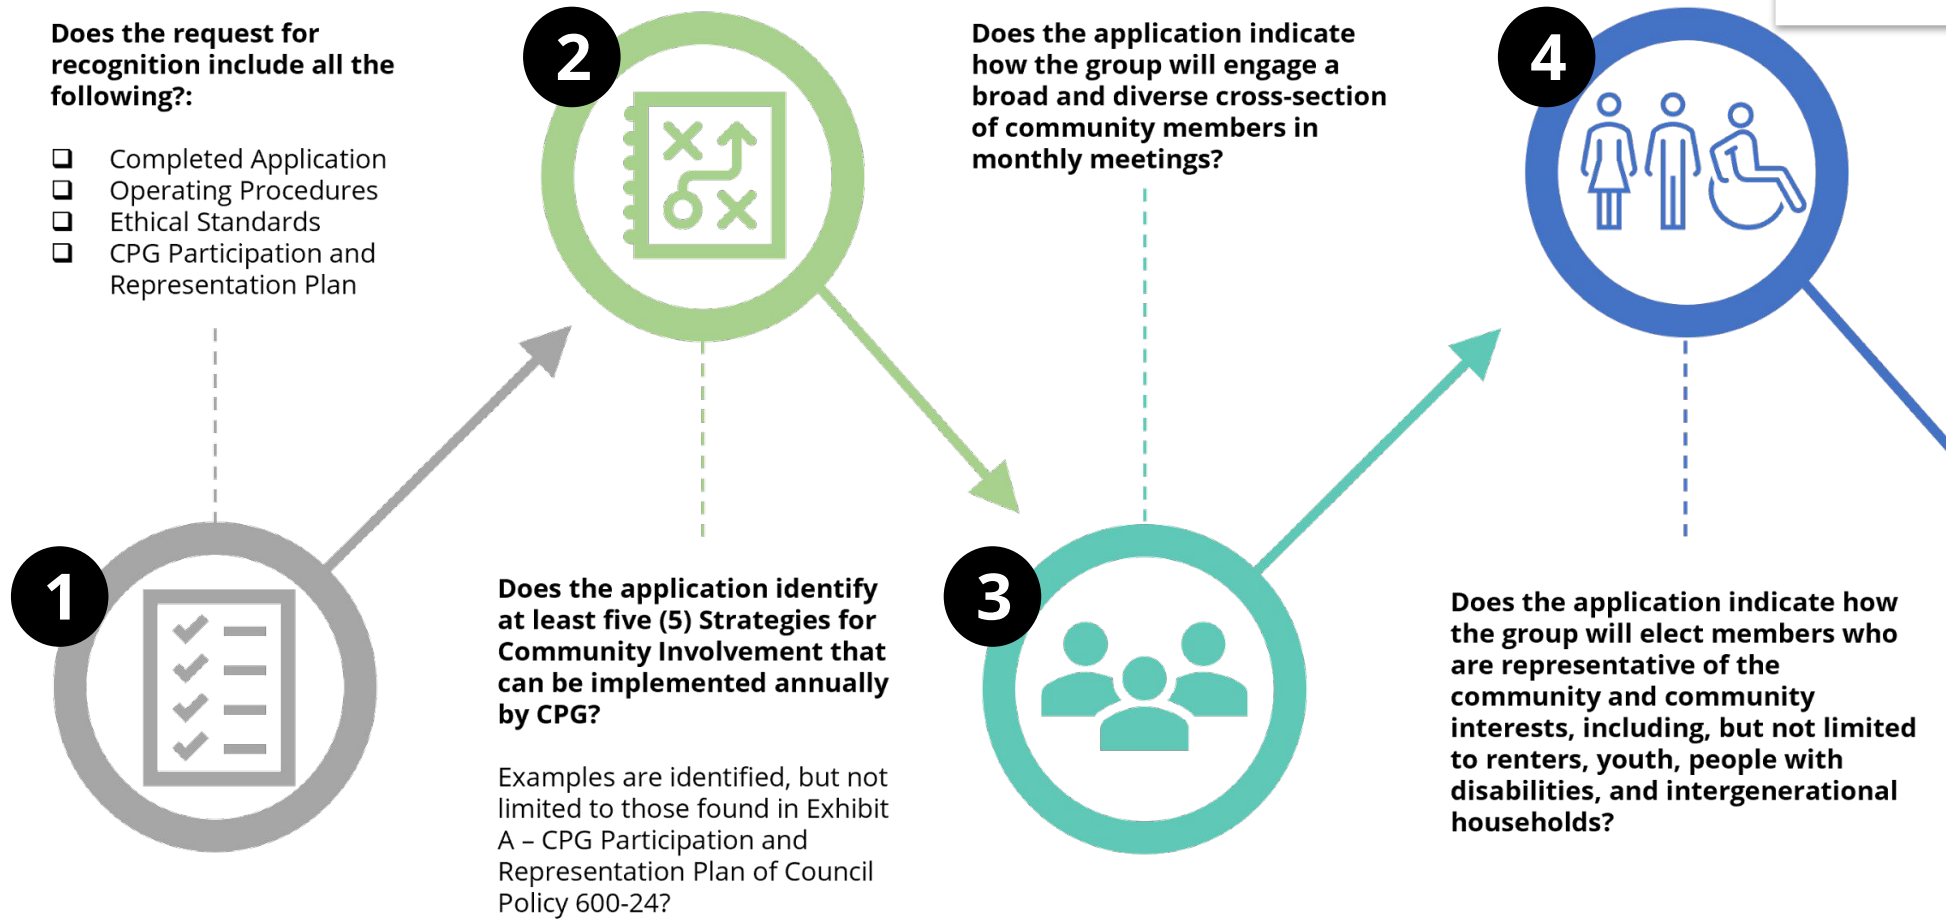 1
Does the request for
recognition include all the
following?:
❑ Completed Application
❑ Operating Procedures
❑ Ethical Standards
❑ CPG Participation and
Representation Plan
2
Does the application identify
at least five (5) Strategies for
Community Involvement that
can be implemented annually
by CPG?
Examples are identified, but not
limited to those found in Exhibit
A – CPG Participation and
Representation Plan of Council
Policy 600-24?
3
Does the application indicate
how the group will engage a
broad and diverse cross-section
of community members in
monthly meetings?
4
Does the application indicate how
the group will elect members who
are representative of the
community and community
interests, including, but not limited
to renters, youth, people with
disabilities, and intergenerational
households?